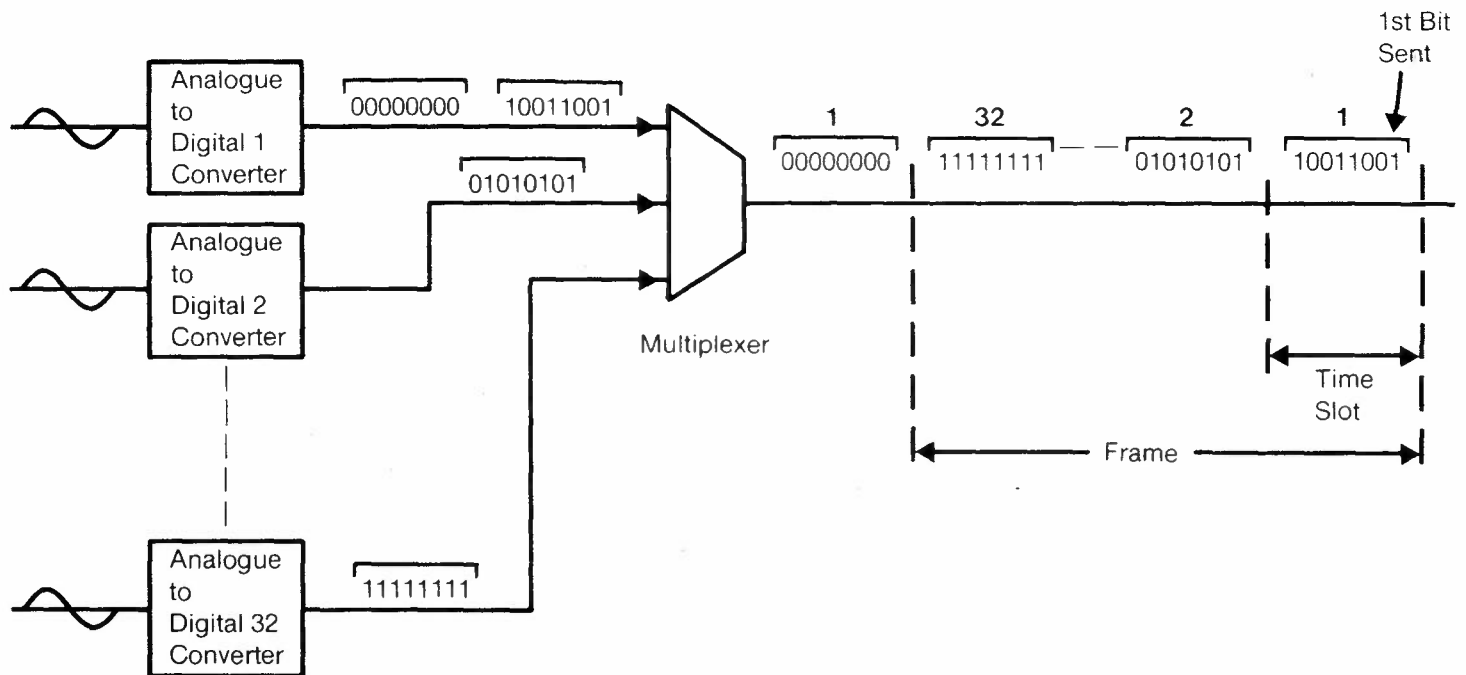 1st Bit
Sent
Analogue
to
Digital 1
Converter
00000000
10011001
01010101
1
00000000
32
11111111
2
01010101
1
10011001
Analogue
to
Digital 2
Converter
Multiplexer
Time
Slot
Frame
Analogue
to
Digital 32
Converter
11111111